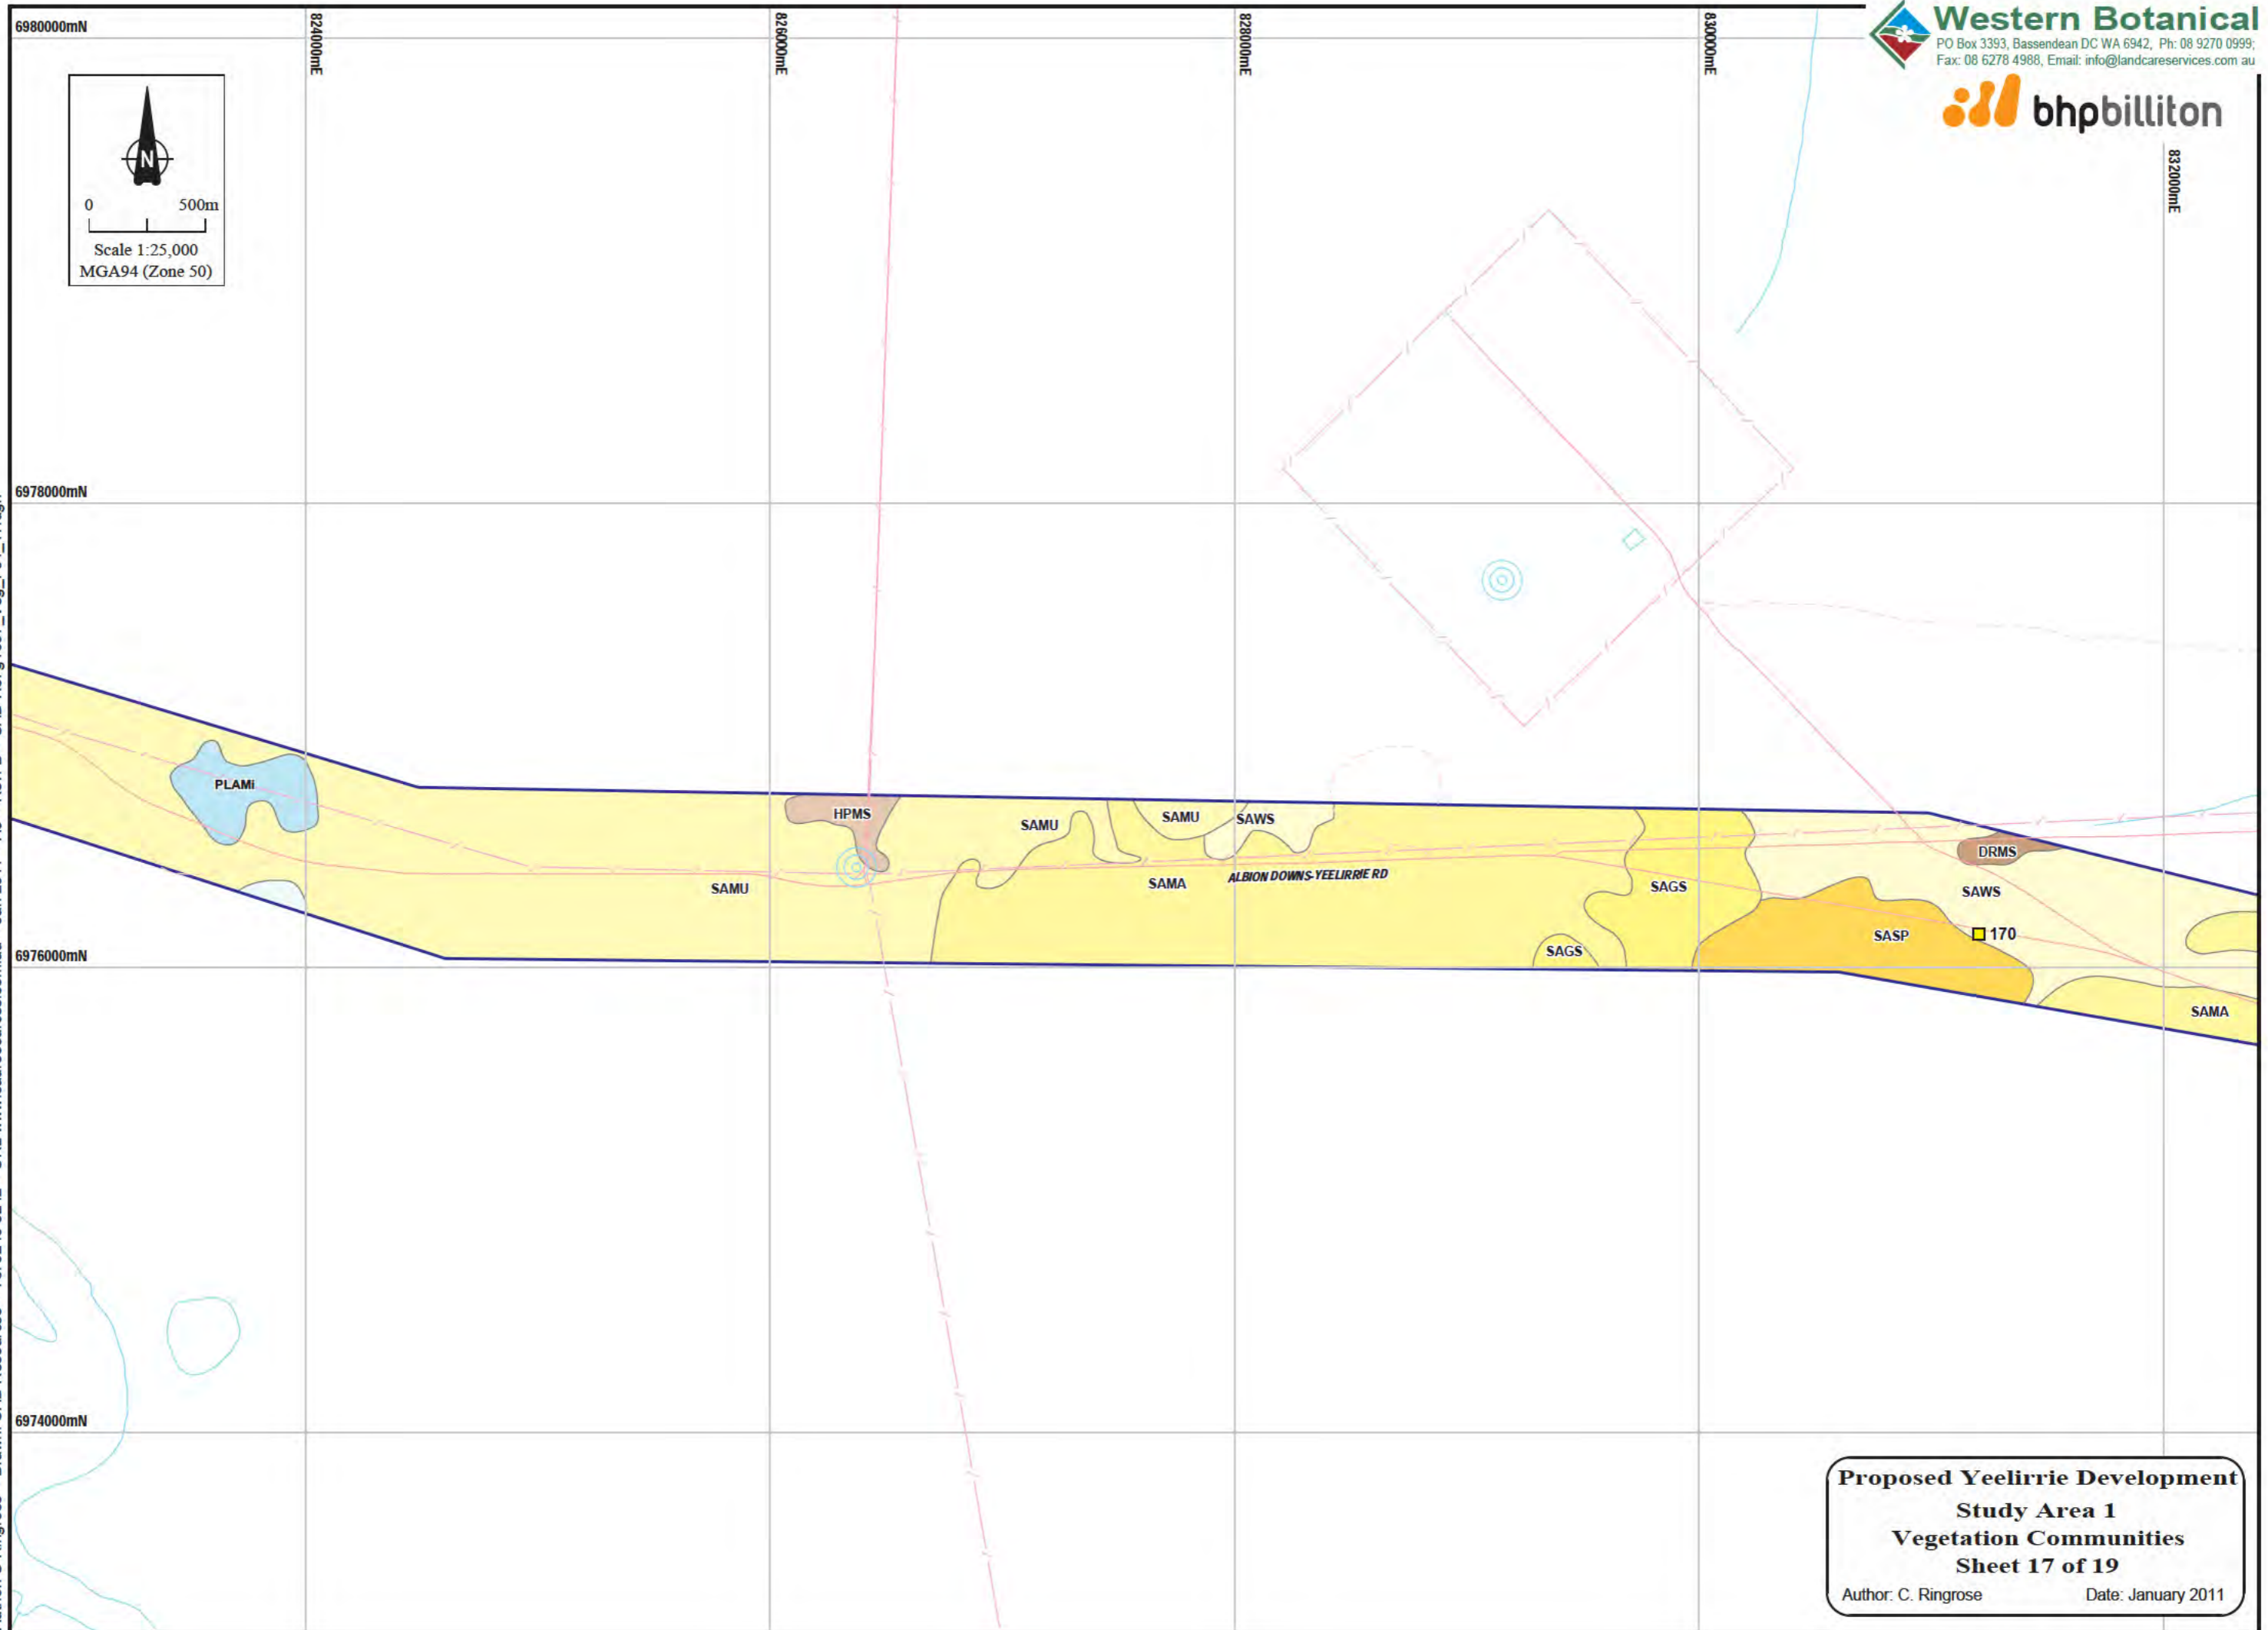 6980000mN
824000mE
826000mE
828000mE
830000mE
832000mE
Western Botanical
PO Box 3393, Bassendean DC WA 6942, Ph: 08 9270 0999;
Fax: 08 6278 4988, Email: info@landcareservices.com au
bhpbilliton
N
0 500m
Scale 1:25,000
MGA94 (Zone 50)
6978000mN
PLAMi
HPMS
SAMU
SAMU
SAWS
SAMU
SAMA
ALBION DOWNS-YEELIRRIE RD
SAGS
DRMS
SAWS
SAGS
SASP
170
6976000mN
SAMA
6974000mN
Proposed Yeelirrie Development
Study Area 1
Vegetation Communities
Sheet 17 of 19
Author: C. Ringrose Date: January 2011